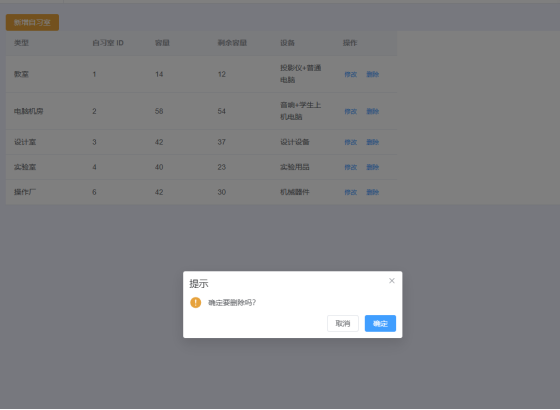 新增自习室
类型 自习室 ID 容量 剩余容量 设备 操作
教室 1 14 12 投影仪+普通
电脑 修改 删除
电脑机房 2 56 54 音响+学生上
机电脑 修改 删除
设计室 3 42 37 设计设备 修改 删除
实验室 4 40 23 实验用品 修改 删除
操作厂 6 42 30 机械器件 修改 删除
提示
确定要删除吗?
取消 确定